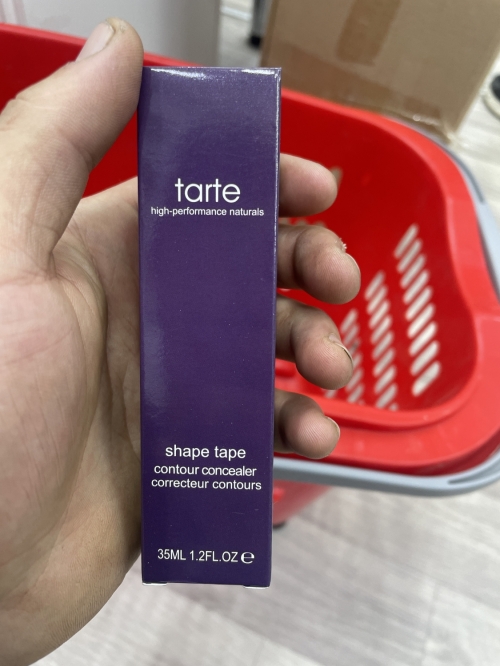 tarte
high-performance naturals
shape tape
contour concealer
correcteur contours
35ML 1.2FL.OZ ℮